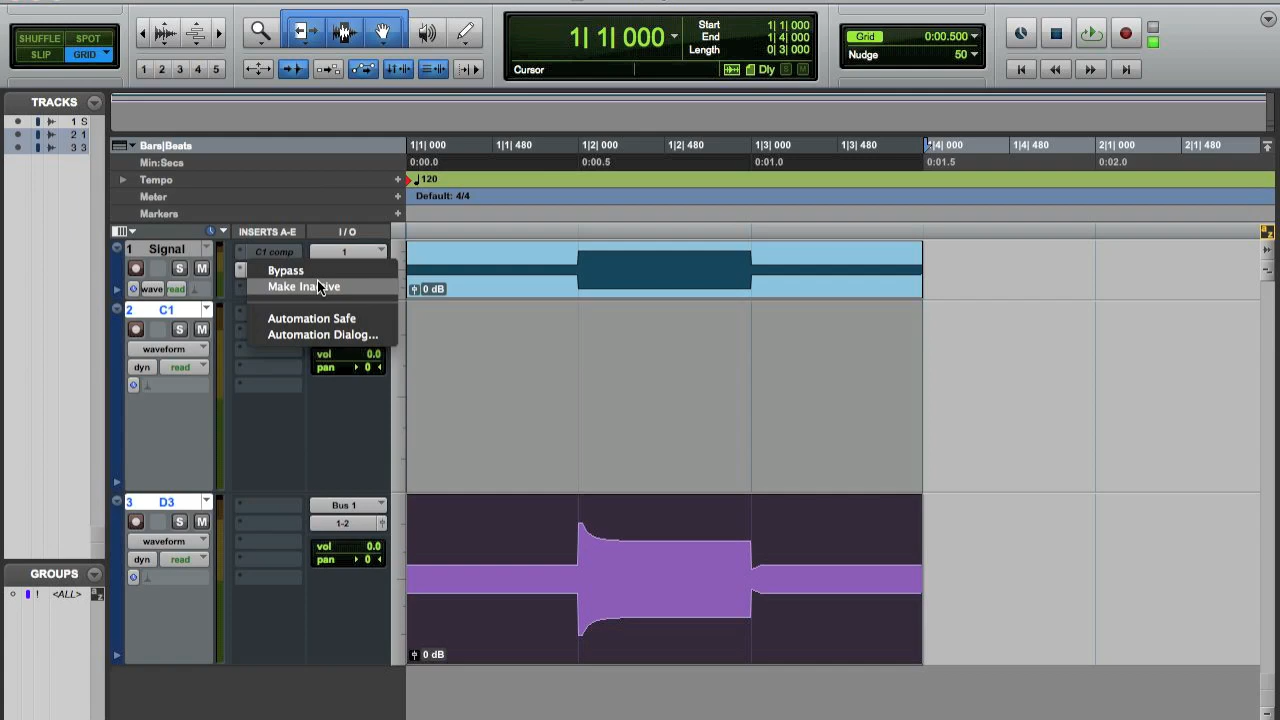 SHUFFLE SPOT
SLIP GRID
1 2 3 4 5
1| 1| 000
Cursor
Start 1| 1| 000
End 1| 4| 000
Length 0| 3| 000
Dly S M
Grid 0:00.500
Nudge 50
TRACKS
1 S
2 1
3 3
Bars|Beats
1|1| 000 1|1| 480 1|2| 000 1|2| 480 1|3| 000 1|3| 480 1|4| 000 1|4| 480 2|1| 000 2|1| 480
Min:Secs
0:00.0 0:00.5 0:01.0 0:01.5 0:02.0
Tempo
120
Meter
Default: 4/4
Markers
INSERTS A-E I / O
1 Signal
C1 comp
1
S M
wave read
0 dB
Bypass
Make Inactive
Automation Safe
Automation Dialog...
2 C1
S M
waveform
dyn read
vol 0.0
pan 0
3 D3
S M
waveform
dyn read
Bus 1
1-2
vol 0.0
pan 0
0 dB
GROUPS
! <ALL>
a z